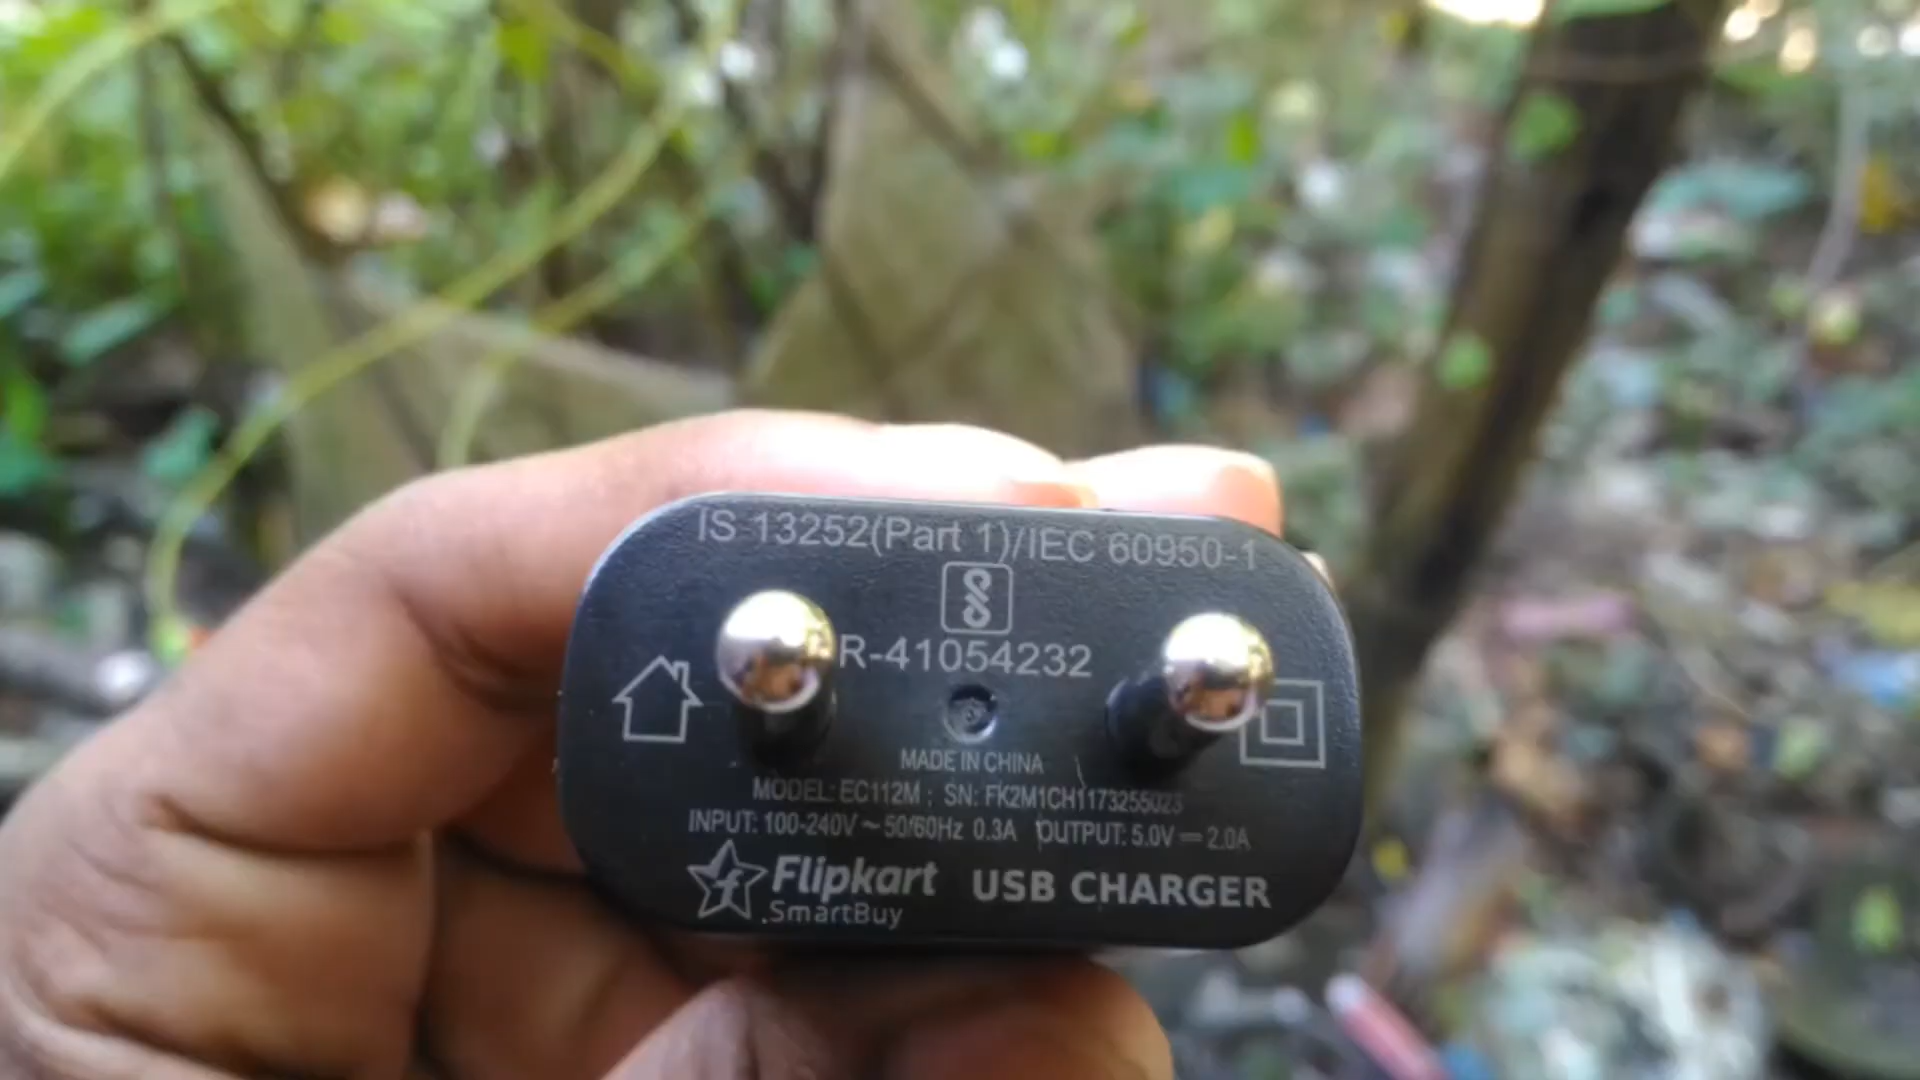 IS 13252(Part 1)/IEC 60950-1
R-41054232
MADE IN CHINA
MODEL: EC112M ; SN: FK2M1CH1173255023
INPUT: 100-240V ~ 50/60Hz 0.3A OUTPUT: 5.0V ⎓ 2.0A
Flipkart USB CHARGER
.SmartBuy